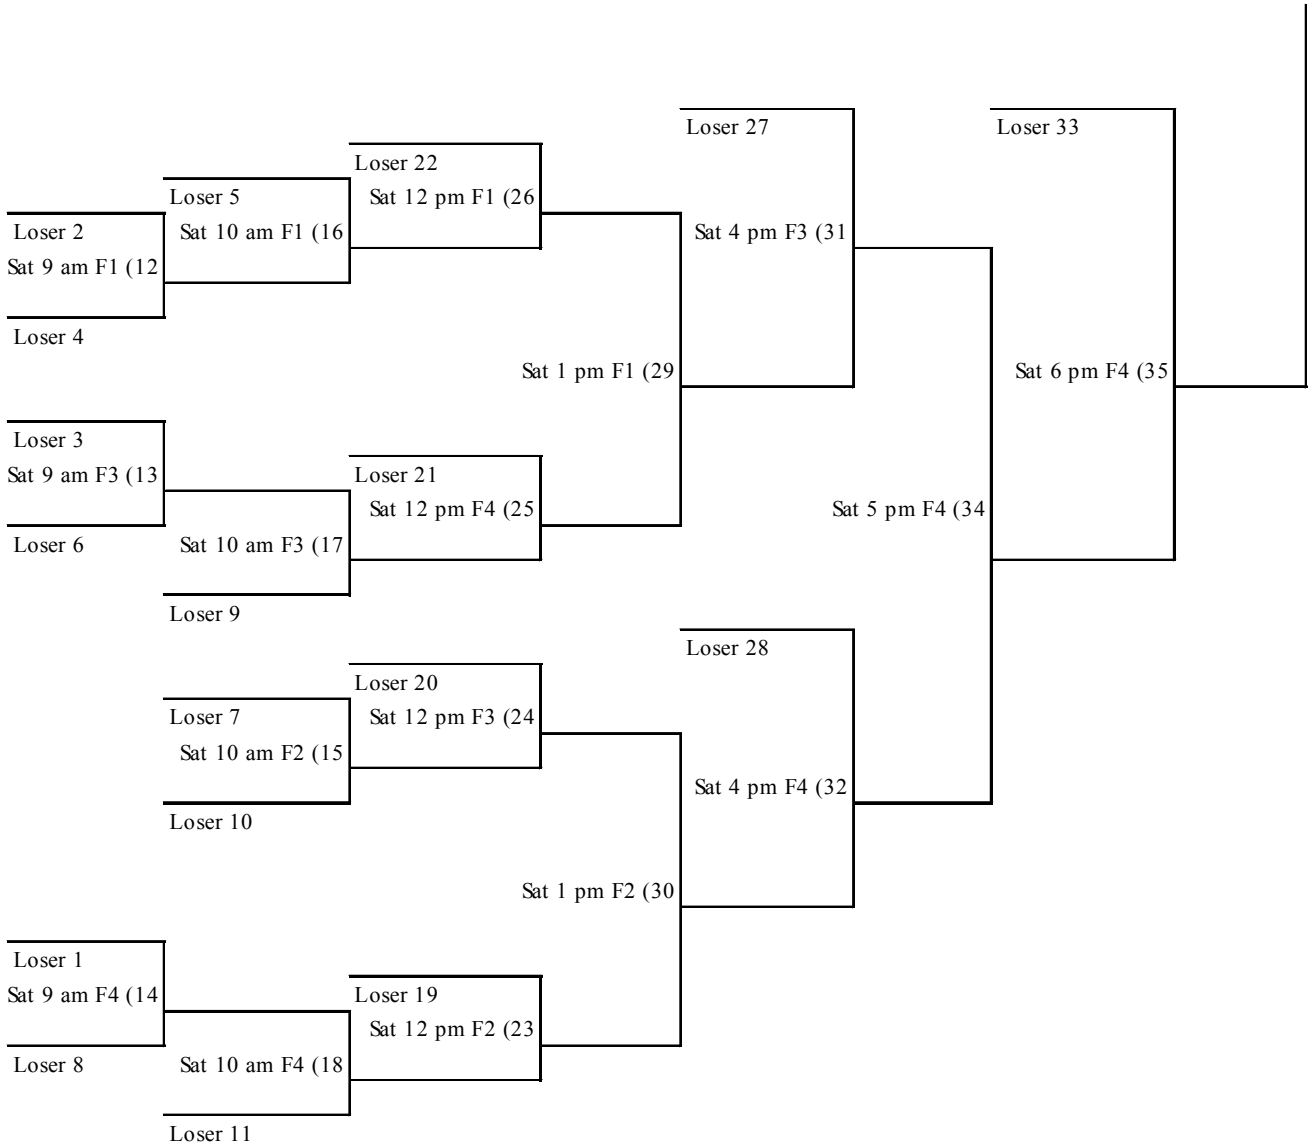 Loser 27
Loser 33
Loser 22
Loser 5
Sat 12 pm F1 (26
Loser 2
Sat 10 am F1 (16
Sat 4 pm F3 (31
Sat 9 am F1 (12
Loser 4
Sat 1 pm F1 (29
Sat 6 pm F4 (35
Loser 3
Sat 9 am F3 (13
Loser 21
Sat 12 pm F4 (25
Sat 5 pm F4 (34
Loser 6
Sat 10 am F3 (17
Loser 9
Loser 28
Loser 20
Loser 7
Sat 12 pm F3 (24
Sat 10 am F2 (15
Sat 4 pm F4 (32
Loser 10
Sat 1 pm F2 (30
Loser 1
Sat 9 am F4 (14
Loser 19
Sat 12 pm F2 (23
Loser 8
Sat 10 am F4 (18
Loser 11